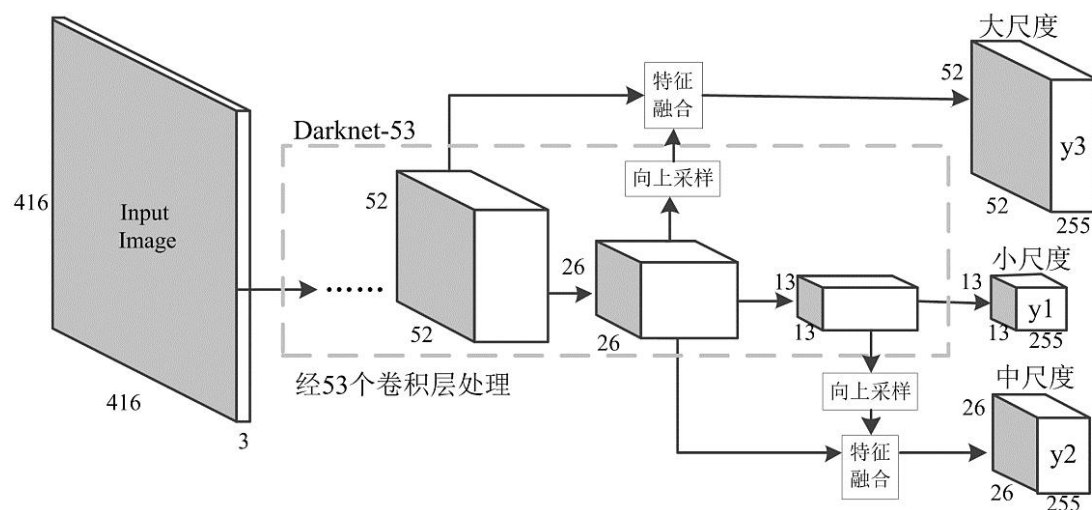 大尺度
52
特征
融合
y3
Darknet-53
向上采样
52
52
255
416
Input
Image
26
小尺度
13
13
y1
......
52
26
13
13
255
经53个卷积层处理
向上采样
中尺度
416
26
3
特征
融合
y2
26
255